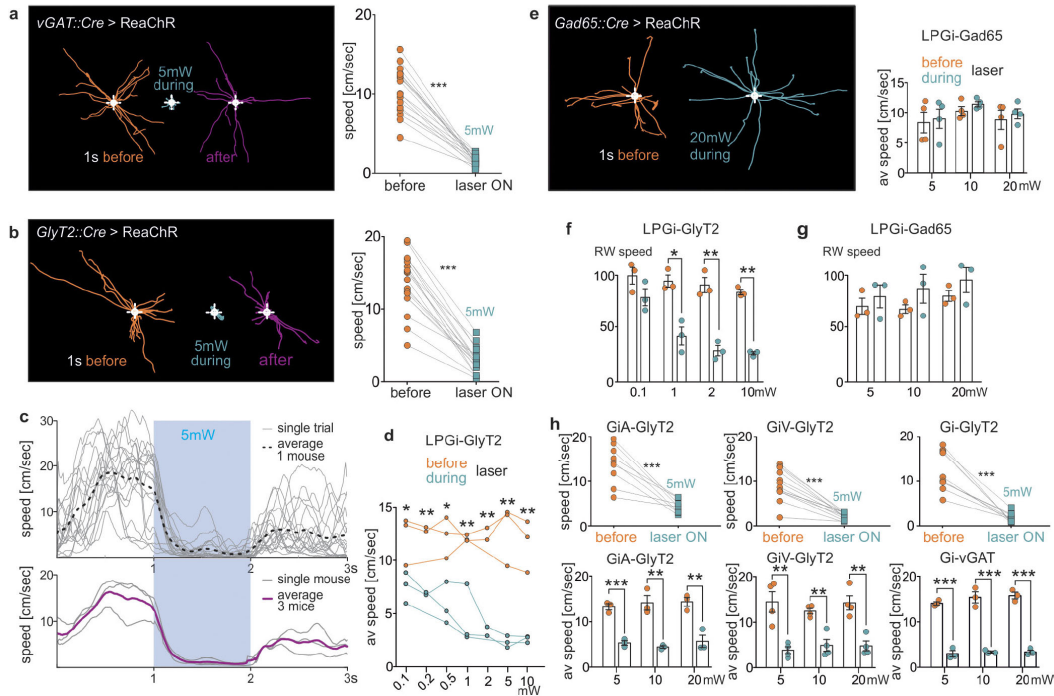 a
vGAT::Cre > ReaChR
5mW
during
1s before
after
speed [cm/sec]
20
10
0
***
5mW
before
laser ON
b
GlyT2::Cre > ReaChR
1s before
5mW
during
after
speed [cm/sec]
20
10
0
***
5mW
before
laser ON
c
speed [cm/sec]
30
20
10
0
5mW
single trial
average
1 mouse
1
2
3s
20
10
0
single mouse
average
3 mice
1
2
3s
d
LPGi-GlyT2
before
during
laser
av speed [cm/sec]
15
10
5
0
* ** * ** ** * **
0.1 0.2 0.5 1 2 5 10
mW
e
Gad65::Cre > ReaChR
1s before
20mW
during
LPGi-Gad65
before
during
laser
av speed [cm/sec]
15
10
5
0
5 10 20mW
f
LPGi-GlyT2
RW speed
100
50
0
* ** **
0.1 1 2 10mW
g
LPGi-Gad65
RW speed
100
50
0
5 10 20mW
h
GiA-GlyT2
speed [cm/sec]
20
10
0
***
5mW
before
laser ON
GiV-GlyT2
speed [cm/sec]
20
10
0
***
5mW
before
laser ON
Gi-GlyT2
speed [cm/sec]
20
10
0
***
5mW
before
laser ON
GiA-GlyT2
av speed [cm/sec]
20
10
0
*** ** **
5 10 20mW
GiV-GlyT2
av speed [cm/sec]
20
10
0
** ** **
5 10 20mW
Gi-vGAT
av speed [cm/sec]
20
10
0
*** *** ***
5 10 20mW